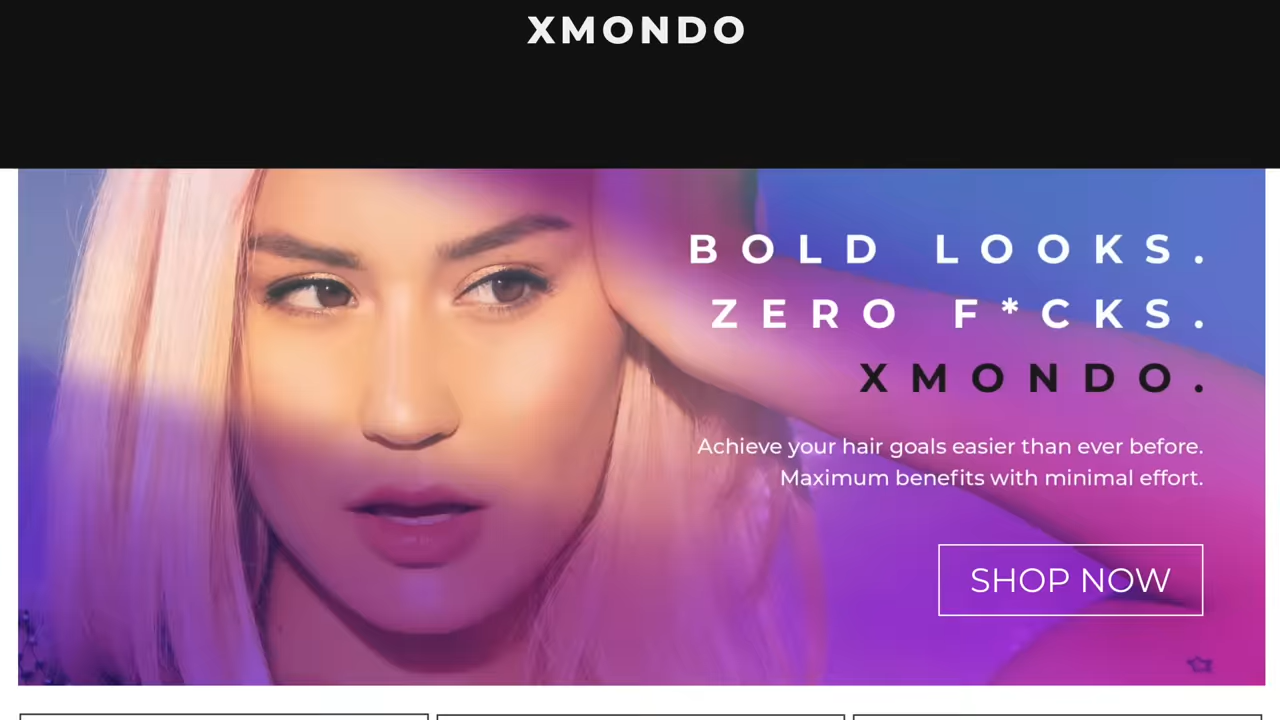 XMONDO
BOLD LOOKS.
ZERO F*CKS.
XMONDO.
Achieve your hair goals easier than ever before.
Maximum benefits with minimal effort.
SHOP NOW